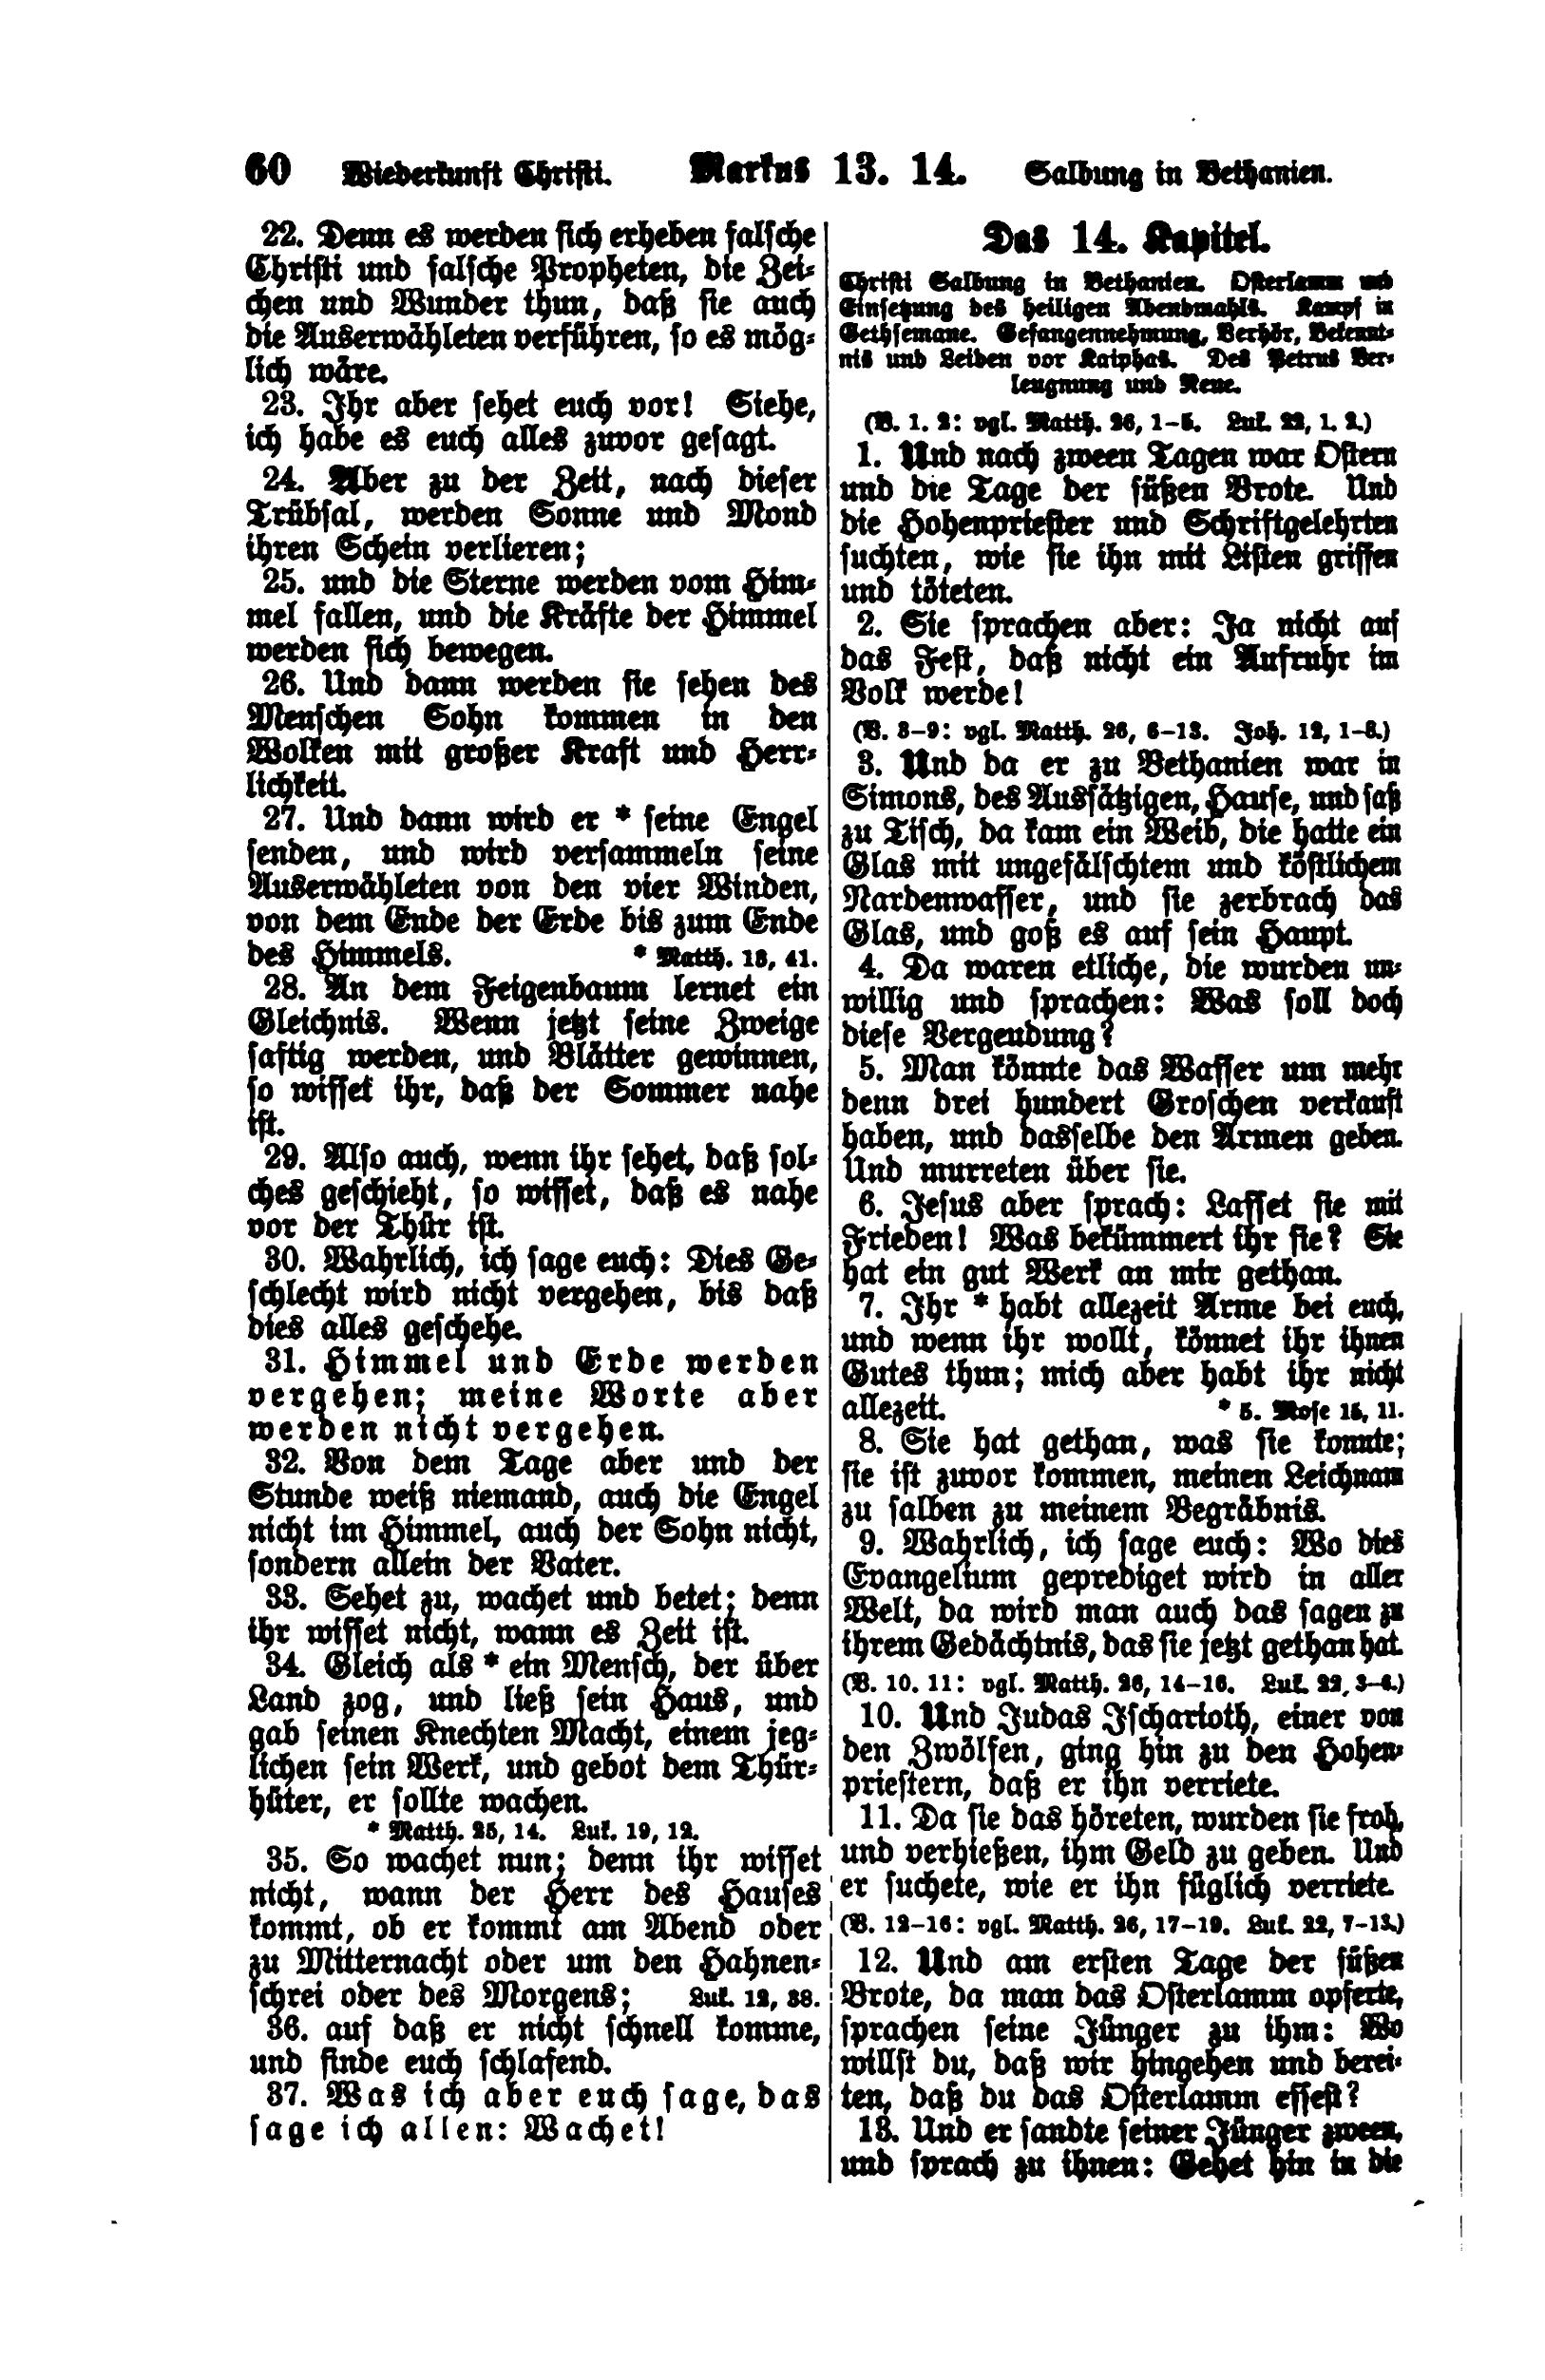 60 Wiederkunft Christi. Markus 13. 14. Salbung in Bethanien.
22. Denn es werden sich erheben falsche
Christi und falsche Propheten, die Zei-
chen und Wunder thun, daß sie auch
die Auserwähleten verführen, so es mög-
lich wäre.
23. Ihr aber sehet euch vor! Siehe,
ich habe es euch alles zuvor gesagt.
24. Aber zu der Zeit, nach dieser
Trübsal, werden Sonne und Mond
ihren Schein verlieren;
25. und die Sterne werden vom Him-
mel fallen, und die Kräfte der Himmel
werden sich bewegen.
26. Und dann werden sie sehen des
Menschen Sohn kommen in den
Wolken mit großer Kraft und Herr-
lichkeit.
27. Und dann wird er * seine Engel
senden, und wird versammeln seine
Auserwähleten von den vier Winden,
von dem Ende der Erde bis zum Ende
des Himmels. * Matth. 13, 41.
28. An dem Feigenbaum lernet ein
Gleichnis. Wenn jetzt seine Zweige
saftig werden, und Blätter gewinnen,
so wisset ihr, daß der Sommer nahe
ist.
29. Also auch, wenn ihr sehet, daß sol-
ches geschieht, so wisset, daß es nahe
vor der Thür ist.
30. Wahrlich, ich sage euch: Dies Ge-
schlecht wird nicht vergehen, bis daß
dies alles geschehe.
31. Himmel und Erde werden
vergehen; meine Worte aber
werden nicht vergehen.
32. Von dem Tage aber und der
Stunde weiß niemand, auch die Engel
nicht im Himmel, auch der Sohn nicht,
sondern allein der Vater.
33. Sehet zu, wachet und betet; denn
ihr wisset nicht, wann es Zeit ist.
34. Gleich als * ein Mensch, der über
Land zog, und ließ sein Haus, und
gab seinen Knechten Macht, einem jeg-
lichen sein Werk, und gebot dem Thür-
hüter, er sollte wachen.
* Matth. 25, 14. Luk. 19, 12.
35. So wachet nun; denn ihr wisset
nicht, wann der Herr des Hauses
kommt, ob er kommt am Abend oder
zu Mitternacht oder um den Hahnen-
schrei oder des Morgens; Luk. 12, 38.
36. auf daß er nicht schnell komme,
und finde euch schlafend.
37. Was ich aber euch sage, das
sage ich allen: Wachet!
Das 14. Kapitel.
Christi Salbung in Bethanien. Osterlamm und
Einsetzung des heiligen Abendmahls. Kampf in
Gethsemane. Gefangennehmung, Verhör, Bekennt-
nis und Leiden vor Kaiphas. Des Petrus Ver-
leugnung und Reue.
(V. 1. 2: vgl. Matth. 26, 1-5. Luk. 22, 1. 2.)
1. Und nach zween Tagen war Ostern
und die Tage der süßen Brote. Und
die Hohenpriester und Schriftgelehrten
suchten, wie sie ihn mit Listen griffen
und töteten.
2. Sie sprachen aber: Ja nicht auf
das Fest, daß nicht ein Aufruhr im
Volk werde!
(V. 3-9: vgl. Matth. 26, 6-13. Joh. 12, 1-8.)
3. Und da er zu Bethanien war in
Simons, des Aussätzigen, Hause, und saß
zu Tisch, da kam ein Weib, die hatte ein
Glas mit ungefälschtem und köstlichem
Nardenwasser, und sie zerbrach das
Glas, und goß es auf sein Haupt.
4. Da waren etliche, die wurden un-
willig und sprachen: Was soll doch
diese Vergeudung?
5. Man könnte das Wasser um mehr
denn drei hundert Groschen verkauft
haben, und dasselbe den Armen geben.
Und murreten über sie.
6. Jesus aber sprach: Lasset sie mit
Frieden! Was bekümmert ihr sie? Sie
hat ein gut Werk an mir gethan.
7. Ihr * habt allezeit Arme bei euch,
und wenn ihr wollt, könnet ihr ihnen
Gutes thun; mich aber habt ihr nicht
allezeit. * 5. Mose 15, 11.
8. Sie hat gethan, was sie konnte;
sie ist zuvor kommen, meinen Leichnam
zu salben zu meinem Begräbnis.
9. Wahrlich, ich sage euch: Wo dies
Evangelium geprediget wird in aller
Welt, da wird man auch das sagen zu
ihrem Gedächtnis, das sie jetzt gethan hat.
(V. 10. 11: vgl. Matth. 26, 14-16. Luk. 22, 3-6.)
10. Und Judas Ischarioth, einer von
den Zwölfen, ging hin zu den Hohen-
priestern, daß er ihn verriete.
11. Da sie das höreten, wurden sie froh,
und verhießen, ihm Geld zu geben. Und
er suchete, wie er ihn füglich verriete.
(V. 12-16: vgl. Matth. 26, 17-19. Luk. 22, 7-13.)
12. Und am ersten Tage der süßen
Brote, da man das Osterlamm opferte,
sprachen seine Jünger zu ihm: Wo
willst du, daß wir hingehen und berei-
ten, daß du das Osterlamm essest?
13. Und er sandte seiner Jünger zween,
und sprach zu ihnen: Gehet hin in die